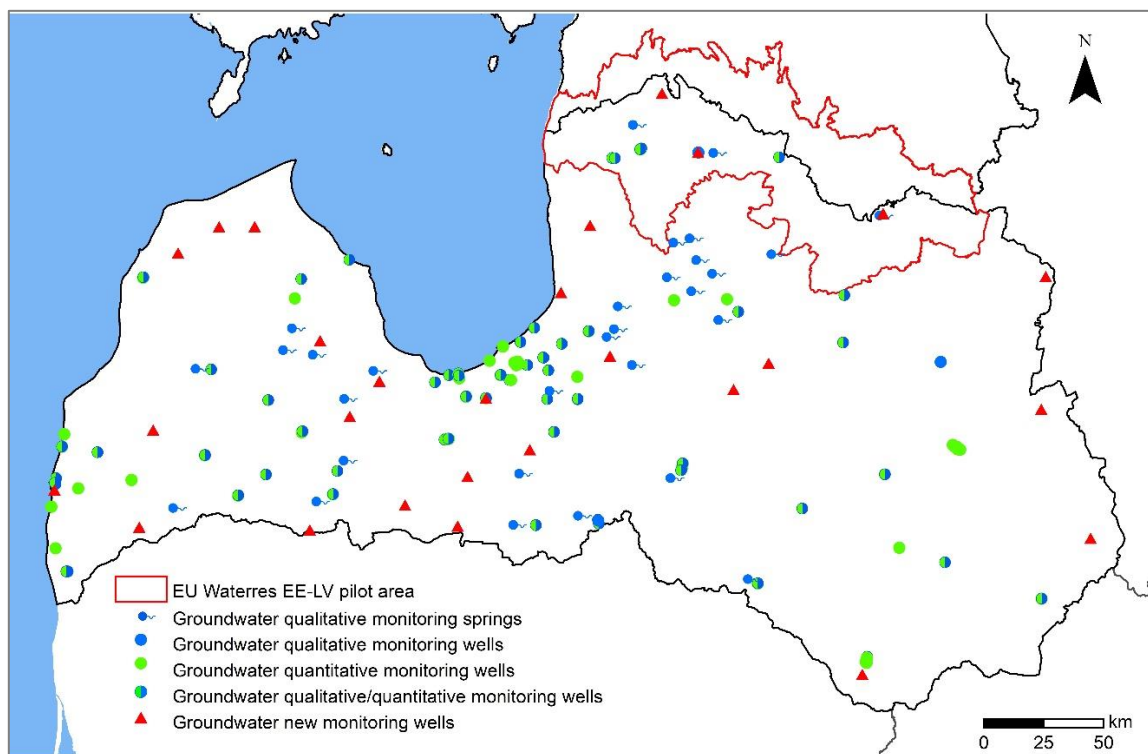 N
EU Waterres EE-LV pilot area
Groundwater qualitative monitoring springs
Groundwater qualitative monitoring wells
Groundwater quantitative monitoring wells
Groundwater qualitative/quantitative monitoring wells
Groundwater new monitoring wells
km
0 25 50